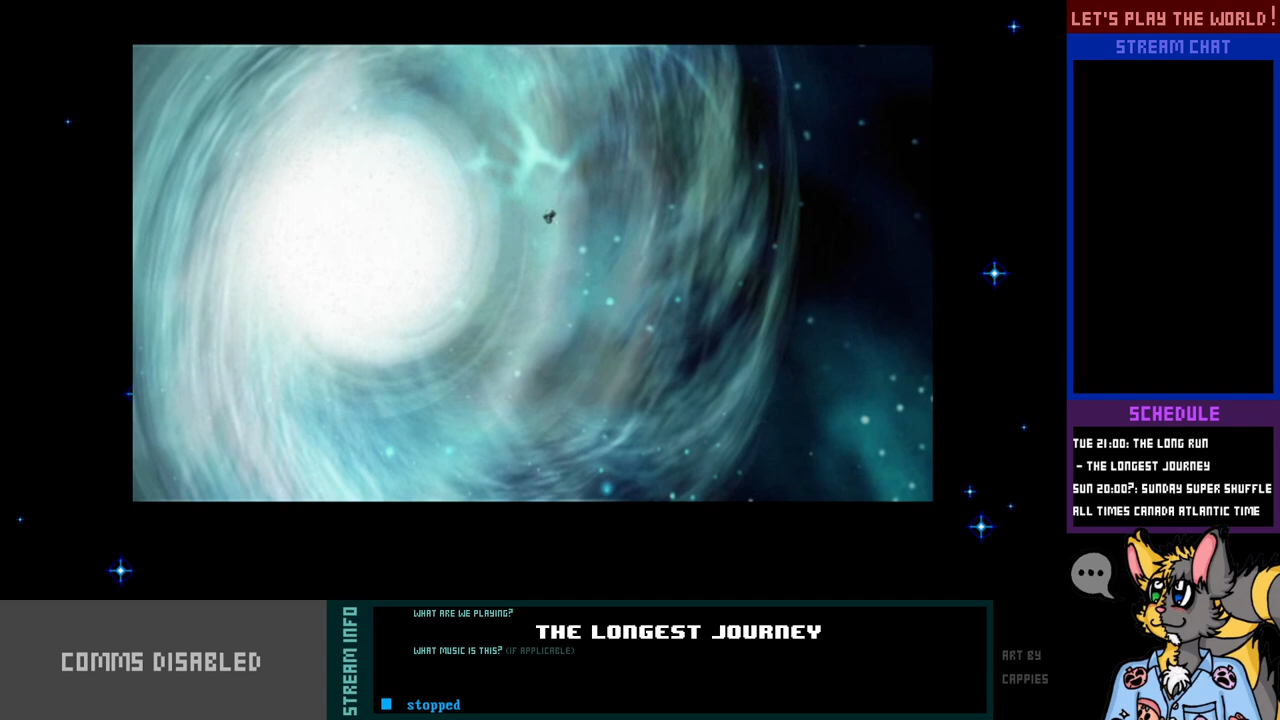 LET'S PLAY THE WORLD!
STREAM CHAT
SCHEDULE
TUE 21:00: THE LONG RUN
- THE LONGEST JOURNEY
SUN 20:00?: SUNDAY SUPER SHUFFLE
ALL TIMES CANADA ATLANTIC TIME
COMMS DISABLED
STREAM INFO
WHAT ARE WE PLAYING?
THE LONGEST JOURNEY
WHAT MUSIC IS THIS? (IF APPLICABLE)
stopped
ART BY
CAPPIES